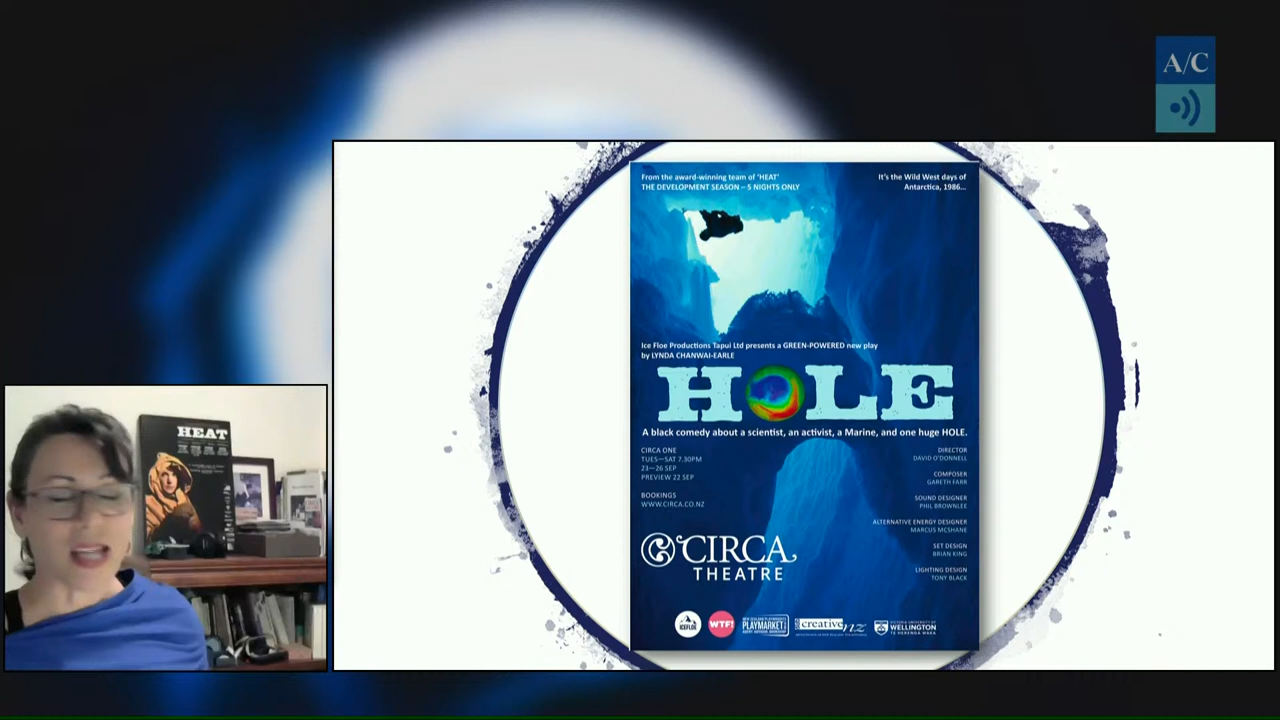 A/C
From the award-winning team of 'HEAT'
THE DEVELOPMENT SEASON – 5 NIGHTS ONLY
It's the Wild West days of
Antarctica, 1986...
Ice Floe Productions Tapui Ltd presents a GREEN-POWERED new play
by LYNDA CHANWAI-EARLE
HOLE
A black comedy about a scientist, an activist, a Marine, and one huge HOLE.
CIRCA ONE
TUES—SAT 7.30PM
23—26 SEP
PREVIEW 22 SEP
BOOKINGS
WWW.CIRCA.CO.NZ
DIRECTOR
DAVID O'DONNELL
COMPOSER
GARETH FARR
SOUND DESIGNER
PHIL BROWNLEE
ALTERNATIVE ENERGY DESIGNER
MARCUS MCSHANE
SET DESIGN
BRIAN KING
LIGHTING DESIGN
TONY BLACK
CIRCA
THEATRE
ICEFLOE
WTF!
PLAYMARKET
creative nz
WELLINGTON
TE HERENGA WAKA
HEAT